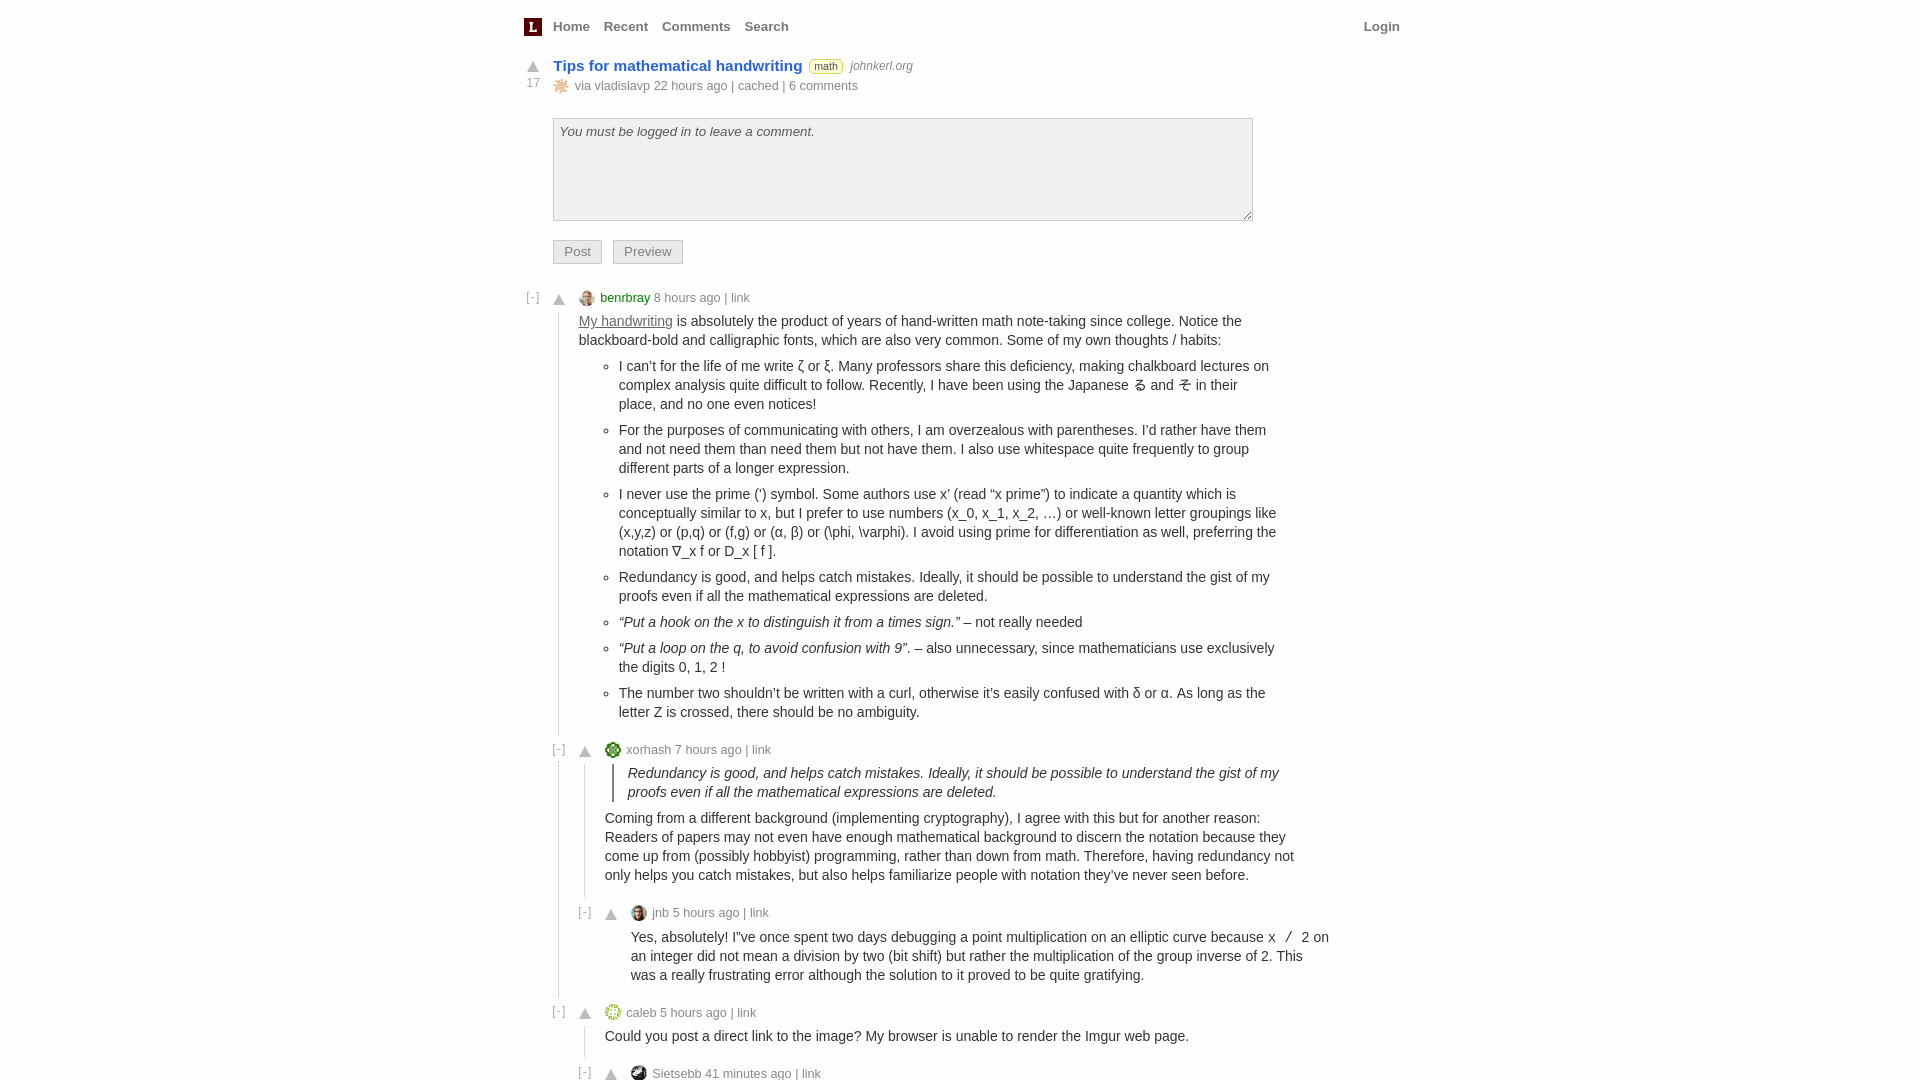 L Home Recent Comments Search Login
Tips for mathematical handwriting math johnkerl.org
17 via vladislavp 22 hours ago | cached | 6 comments
You must be logged in to leave a comment.
Post Preview
[-] benrbray 8 hours ago | link
My handwriting is absolutely the product of years of hand-written math note-taking since college. Notice the
blackboard-bold and calligraphic fonts, which are also very common. Some of my own thoughts / habits:
I can’t for the life of me write ζ or ξ. Many professors share this deficiency, making chalkboard lectures on
complex analysis quite difficult to follow. Recently, I have been using the Japanese る and そ in their
place, and no one even notices!
For the purposes of communicating with others, I am overzealous with parentheses. I’d rather have them
and not need them than need them but not have them. I also use whitespace quite frequently to group
different parts of a longer expression.
I never use the prime (’) symbol. Some authors use x’ (read “x prime”) to indicate a quantity which is
conceptually similar to x, but I prefer to use numbers (x_0, x_1, x_2, …) or well-known letter groupings like
(x,y,z) or (p,q) or (f,g) or (α, β) or (\phi, \varphi). I avoid using prime for differentiation as well, preferring the
notation ∇_x f or D_x [ f ].
Redundancy is good, and helps catch mistakes. Ideally, it should be possible to understand the gist of my
proofs even if all the mathematical expressions are deleted.
“Put a hook on the x to distinguish it from a times sign.” – not really needed
“Put a loop on the q, to avoid confusion with 9”. – also unnecessary, since mathematicians use exclusively
the digits 0, 1, 2 !
The number two shouldn’t be written with a curl, otherwise it’s easily confused with δ or α. As long as the
letter Z is crossed, there should be no ambiguity.
[-] xorhash 7 hours ago | link
Redundancy is good, and helps catch mistakes. Ideally, it should be possible to understand the gist of my
proofs even if all the mathematical expressions are deleted.
Coming from a different background (implementing cryptography), I agree with this but for another reason:
Readers of papers may not even have enough mathematical background to discern the notation because they
come up from (possibly hobbyist) programming, rather than down from math. Therefore, having redundancy not
only helps you catch mistakes, but also helps familiarize people with notation they’ve never seen before.
[-] jnb 5 hours ago | link
Yes, absolutely! I”ve once spent two days debugging a point multiplication on an elliptic curve because x / 2 on
an integer did not mean a division by two (bit shift) but rather the multiplication of the group inverse of 2. This
was a really frustrating error although the solution to it proved to be quite gratifying.
[-] caleb 5 hours ago | link
Could you post a direct link to the image? My browser is unable to render the Imgur web page.
[-] Sietsebb 41 minutes ago | link